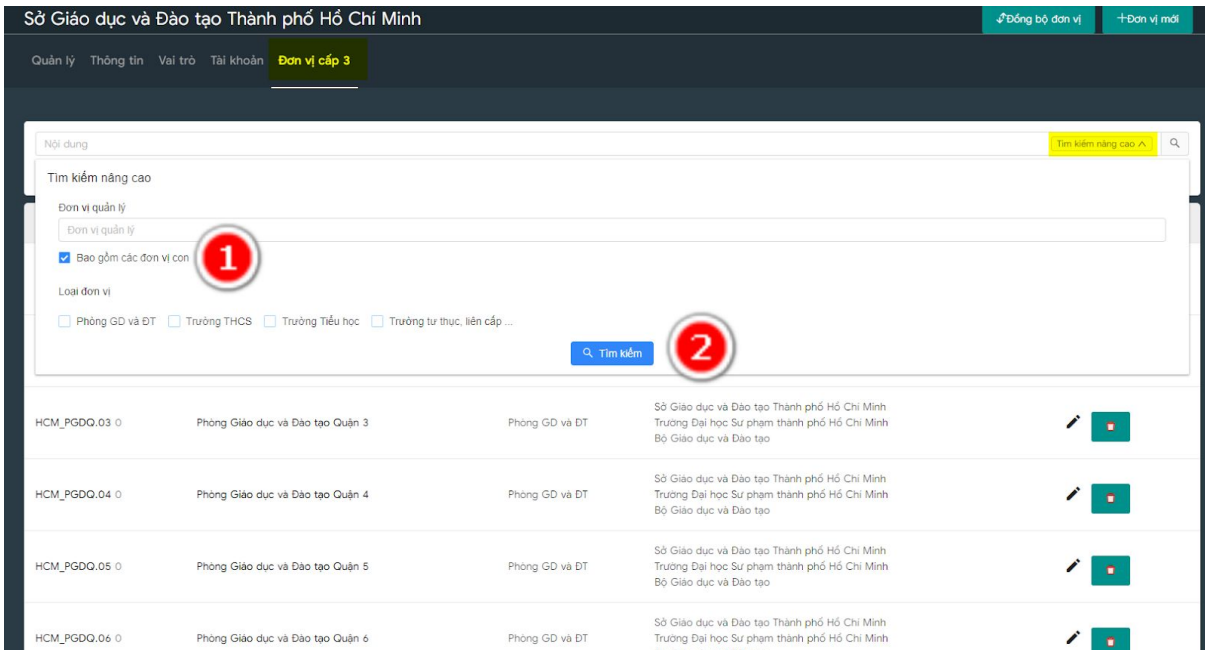 Sở Giáo dục và Đào tạo Thành phố Hồ Chí Minh
Đồng bộ đơn vị
+Đơn vị mới
Quản lý Thông tin Vai trò Tài khoản Đơn vị cấp 3
Nội dung
Tìm kiếm nâng cao
Tìm kiếm nâng cao
Đơn vị quản lý
Đơn vị quản lý
Bao gồm các đơn vị con
1
Loại đơn vị
Phòng GD và ĐT Trường THCS Trường Tiểu học Trường tư thục, liên cấp ...
Tìm kiếm
2
HCM_PGDQ.03 0 Phòng Giáo dục và Đào tạo Quận 3 Phòng GD và ĐT
Sở Giáo dục và Đào tạo Thành phố Hồ Chí Minh
Trường Đại học Sư phạm thành phố Hồ Chí Minh
Bộ Giáo dục và Đào tạo
HCM_PGDQ.04 0 Phòng Giáo dục và Đào tạo Quận 4 Phòng GD và ĐT
Sở Giáo dục và Đào tạo Thành phố Hồ Chí Minh
Trường Đại học Sư phạm thành phố Hồ Chí Minh
Bộ Giáo dục và Đào tạo
HCM_PGDQ.05 0 Phòng Giáo dục và Đào tạo Quận 5 Phòng GD và ĐT
Sở Giáo dục và Đào tạo Thành phố Hồ Chí Minh
Trường Đại học Sư phạm thành phố Hồ Chí Minh
Bộ Giáo dục và Đào tạo
HCM_PGDQ.06 0 Phòng Giáo dục và Đào tạo Quận 6 Phòng GD và ĐT
Sở Giáo dục và Đào tạo Thành phố Hồ Chí Minh
Trường Đại học Sư phạm thành phố Hồ Chí Minh